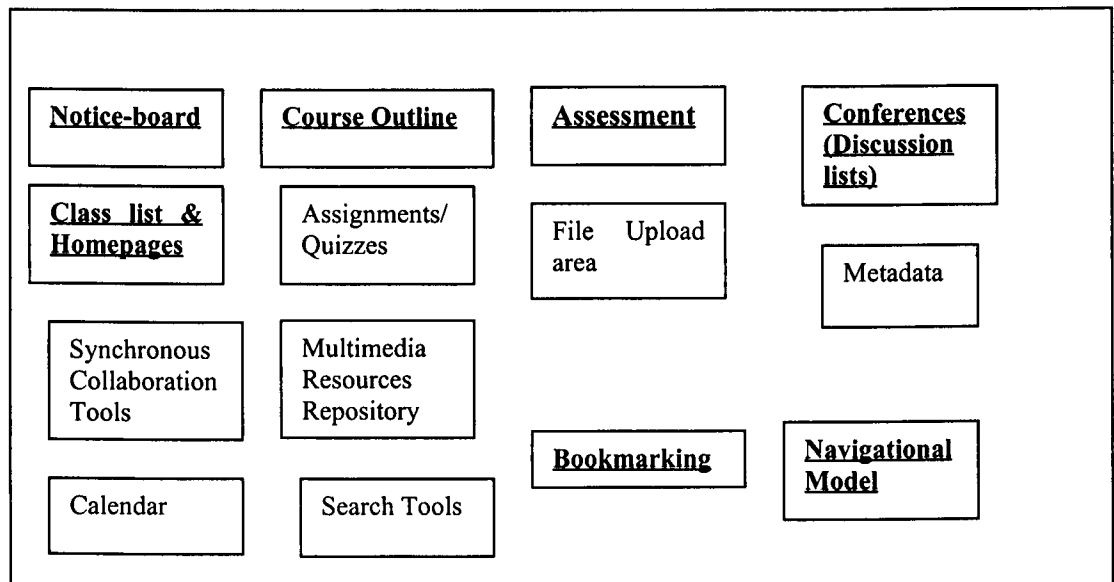 Notice-board
Course Outline
Assessment
Conferences
(Discussion
lists)
Class list &
Homepages
Assignments/
Quizzes
File Upload
area
Metadata
Synchronous
Collaboration
Tools
Multimedia
Resources
Repository
Bookmarking
Navigational
Model
Calendar
Search Tools